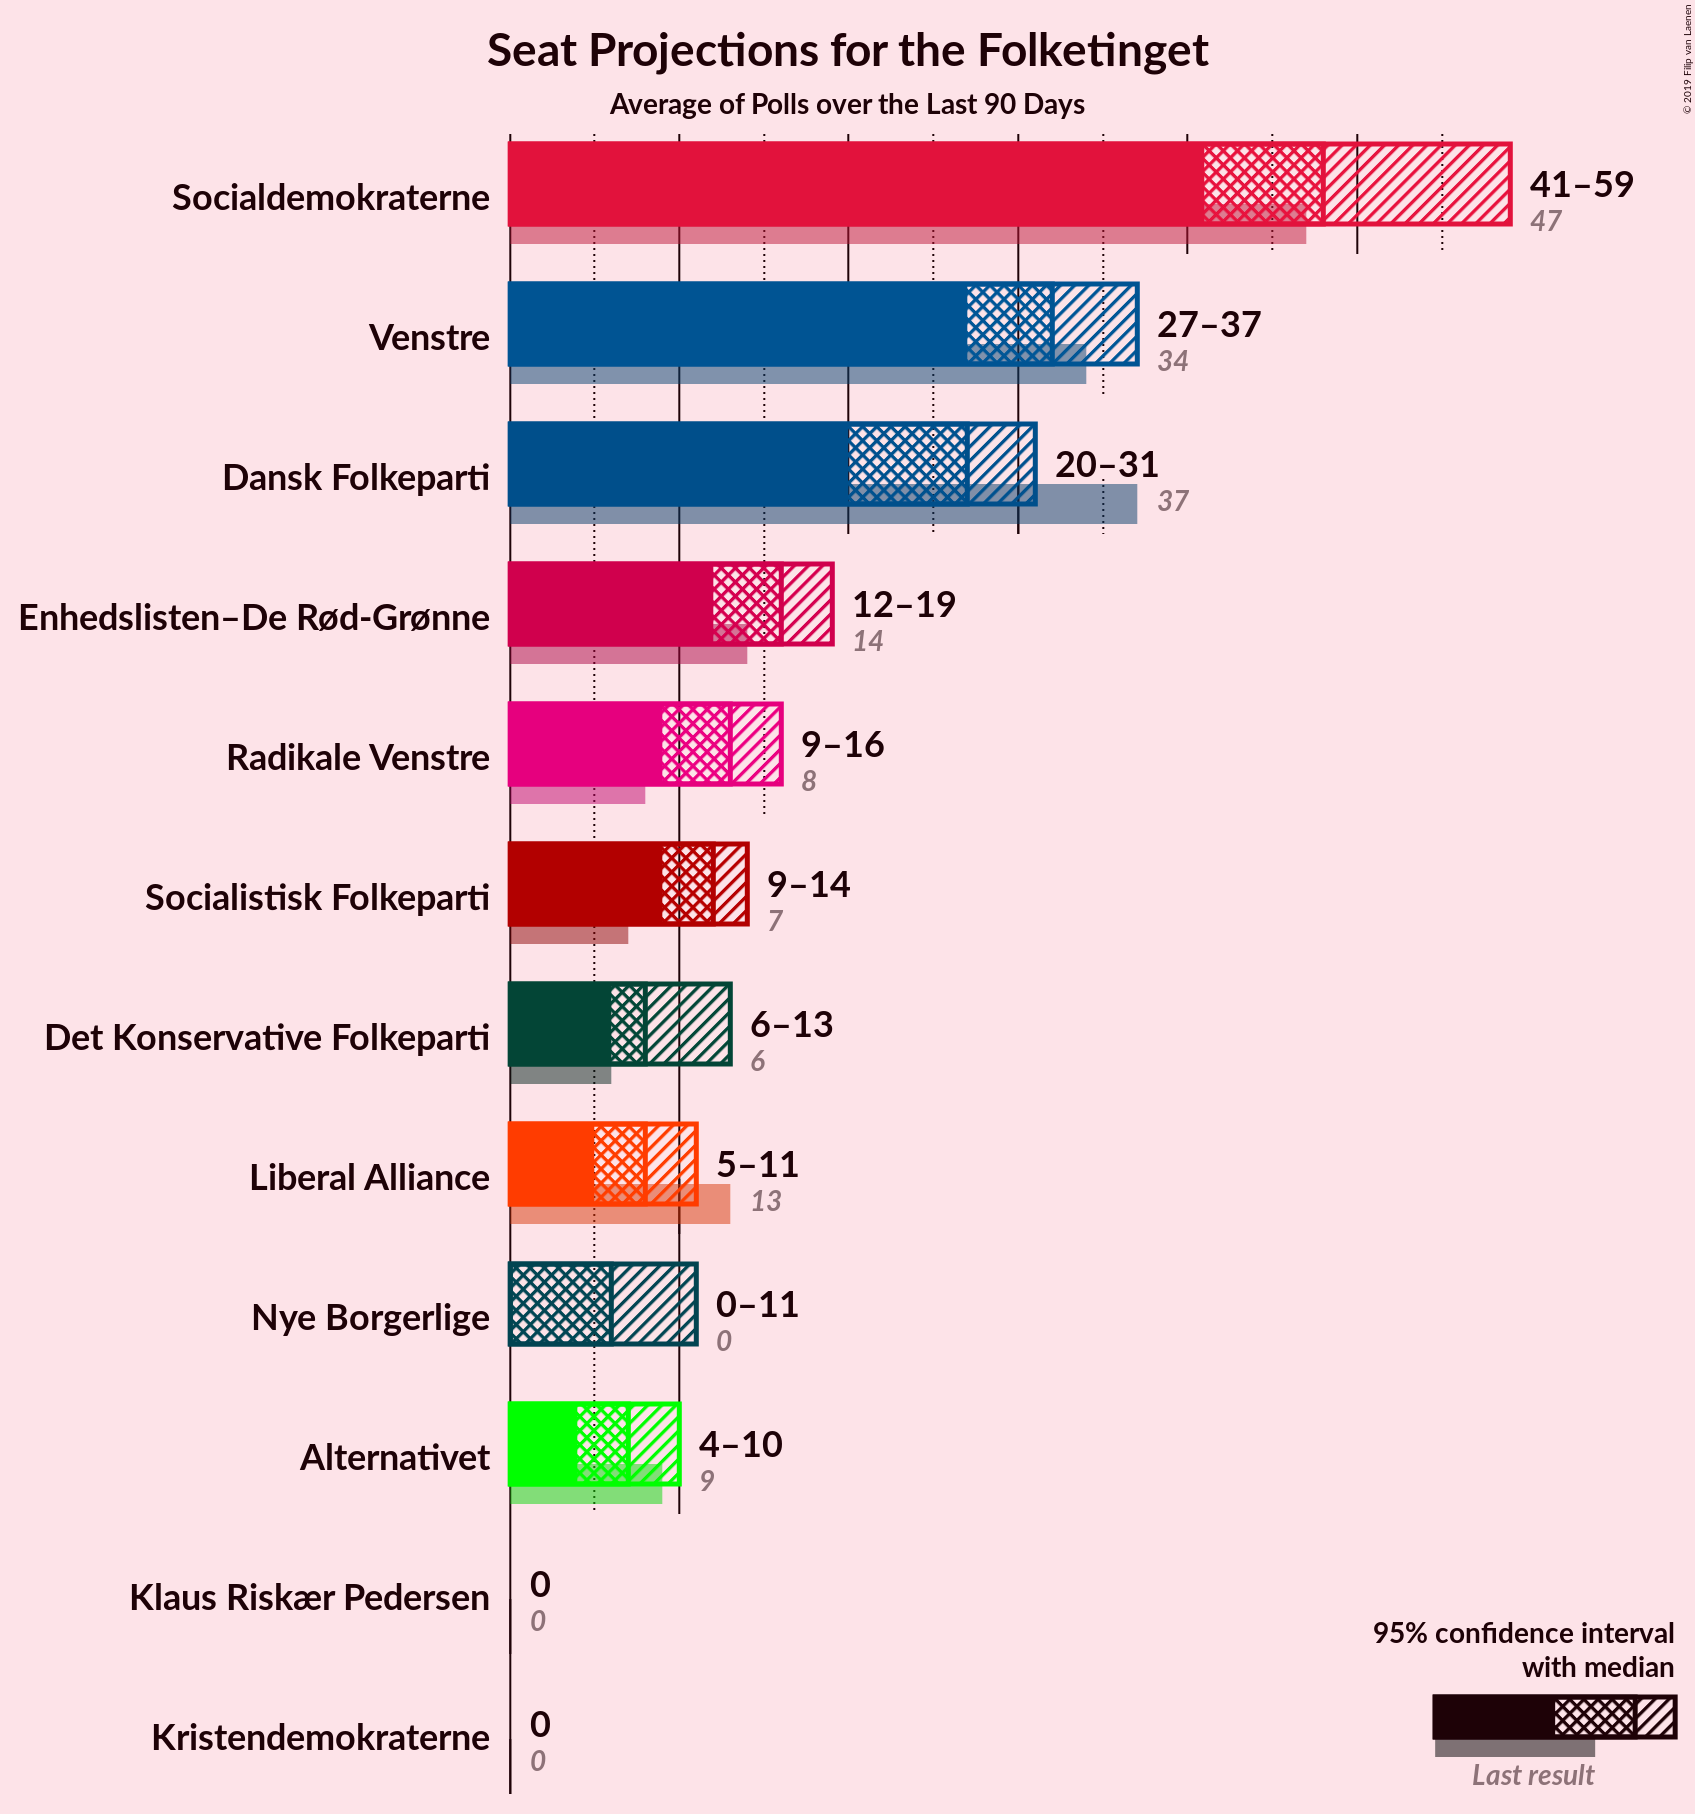 Seat Projections for the Folketinget
Average of Polls over the Last 90 Days
© 2019 Filip van Laenen
Socialdemokraterne
41–59
47
Venstre
27–37
34
Dansk Folkeparti
20–31
37
Enhedslisten–De Rød-Grønne
12–19
14
Radikale Venstre
9–16
8
Socialistisk Folkeparti
9–14
7
Det Konservative Folkeparti
6–13
6
Liberal Alliance
5–11
13
Nye Borgerlige
0–11
0
Alternativet
4–10
9
Klaus Riskær Pedersen
0
0
Kristendemokraterne
0
0
95% confidence interval
with median
Last result